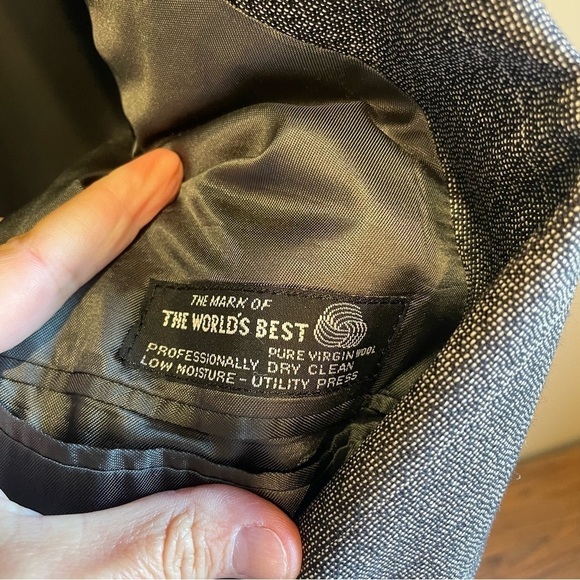 THE MARK OF
THE WORLD'S BEST
PURE VIRGIN WOOL
PROFESSIONALLY DRY CLEAN
LOW MOISTURE - UTILITY PRESS